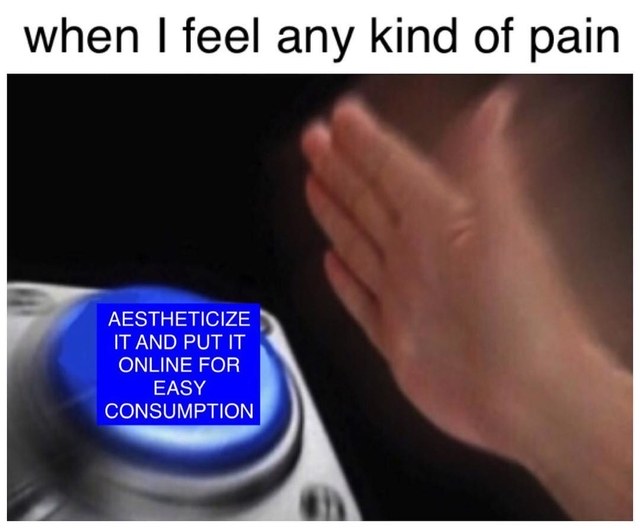 when I feel any kind of pain
AESTHETICIZE
IT AND PUT IT
ONLINE FOR
EASY
CONSUMPTION